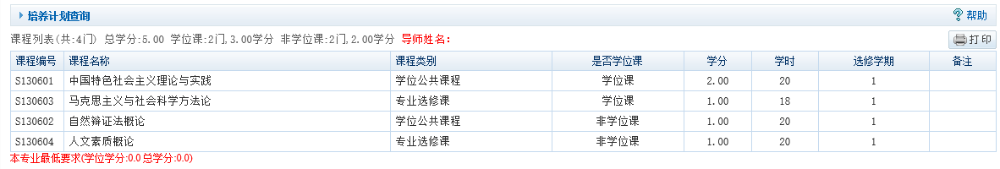 培养计划查询 帮助
课程列表(共:4门) 总学分:5.00 学位课:2门,3.00学分 非学位课:2门,2.00学分 导师姓名: 打印
课程编号 课程名称 课程类别 是否学位课 学分 学时 选修学期 备注
S130601 中国特色社会主义理论与实践 学位公共课程 学位课 2.00 20 1
S130603 马克思主义与社会科学方法论 专业选修课 学位课 1.00 18 1
S130602 自然辩证法概论 学位公共课程 非学位课 1.00 20 1
S130604 人文素质概论 专业选修课 非学位课 1.00 20 1
本专业最低要求(学位学分:0.0 总学分:0.0)